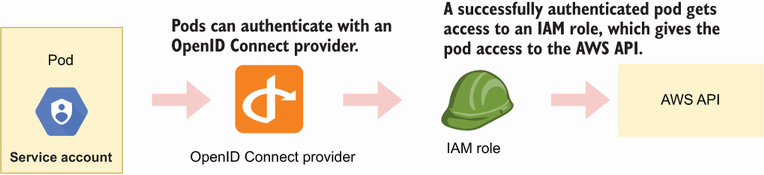 Pods can authenticate with an
OpenID Connect provider.
A successfully authenticated pod gets
access to an IAM role, which gives the
pod access to the AWS API.
Pod
Service account
OpenID Connect provider
IAM role
AWS API